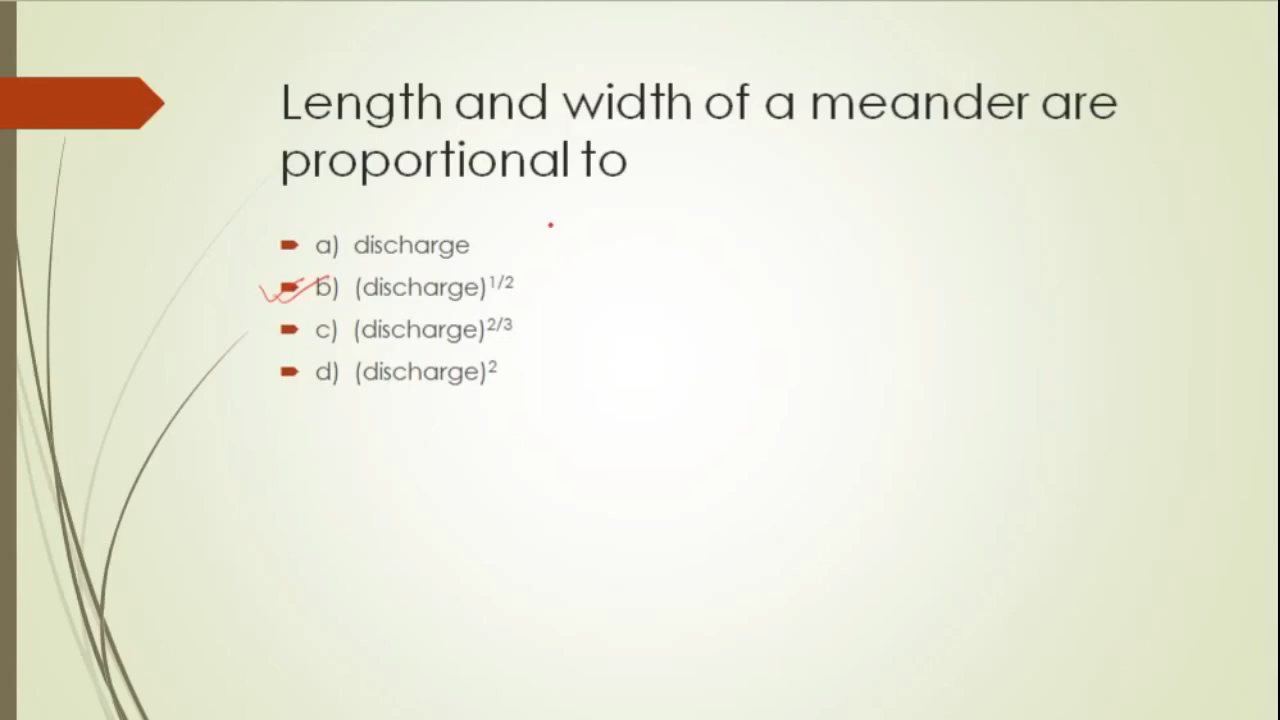 Length and width of a meander are
proportional to
a) discharge
b) (discharge)^1/2
c) (discharge)^2/3
d) (discharge)^2